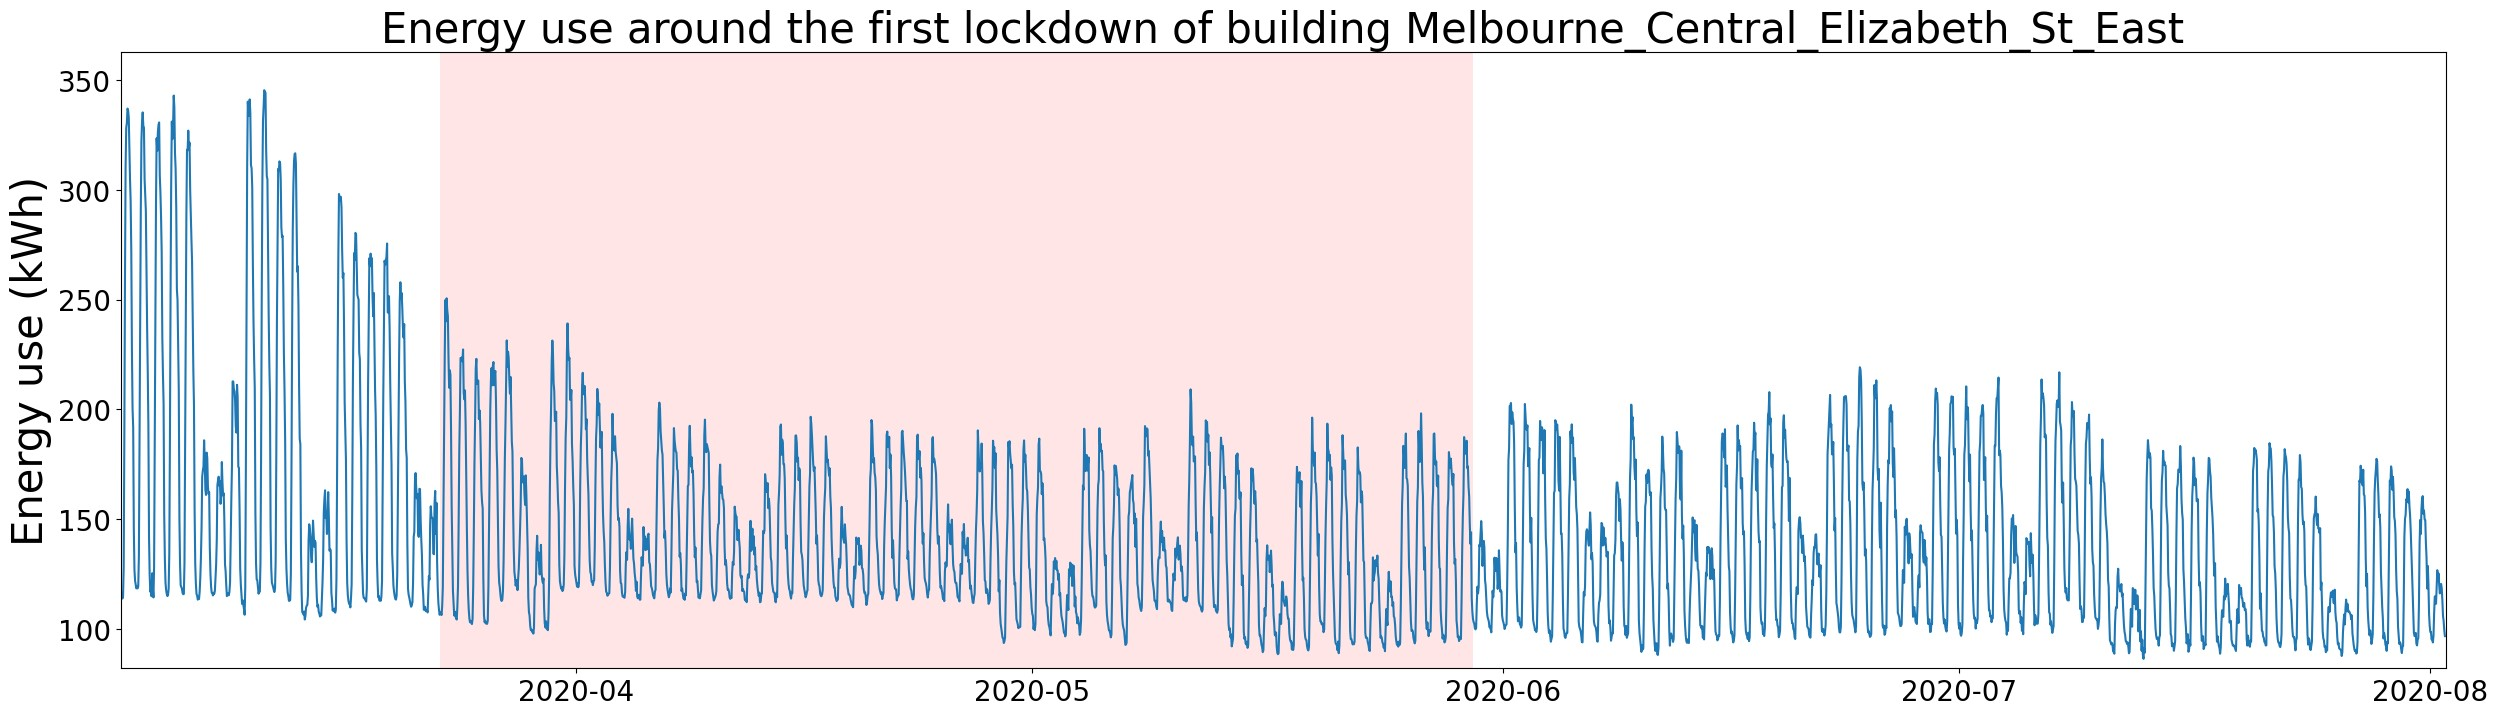 Energy use around the first lockdown of building Melbourne_Central_Elizabeth_St_East
Energy use (kWh)
350
300
250
200
150
100
2020-04 2020-05 2020-06 2020-07 2020-08